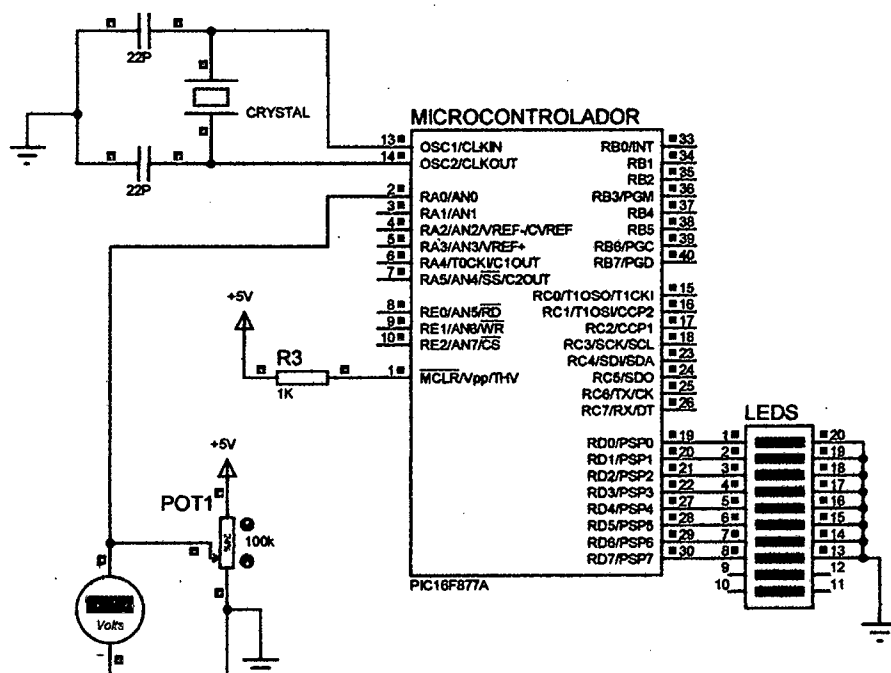 22P
CRYSTAL
22P
MICROCONTROLADOR
13 OSC1/CLKIN
14 OSC2/CLKOUT
2 RA0/AN0
3 RA1/AN1
4 RA2/AN2/VREF-/CVREF
5 RA3/AN3/VREF+
6 RA4/T0CKI/C1OUT
7 RA5/AN4/SS/C2OUT
8 RE0/AN5/RD
9 RE1/AN6/WR
10 RE2/AN7/CS
1 MCLR/Vpp/THV
RB0/INT 33
RB1 34
RB2 35
RB3/PGM 36
RB4 37
RB5 38
RB6/PGC 39
RB7/PGD 40
RC0/T1OSO/T1CKI 15
RC1/T1OSI/CCP2 16
RC2/CCP1 17
RC3/SCK/SCL 18
RC4/SDI/SDA 23
RC5/SDO 24
RC6/TX/CK 25
RC7/RX/DT 26
RD0/PSP0 19
RD1/PSP1 20
RD2/PSP2 21
RD3/PSP3 22
RD4/PSP4 27
RD5/PSP5 28
RD6/PSP6 29
RD7/PSP7 30
PIC16F877A
+5V
R3
1K
+5V
POT1
100k
+
Volts
−
LEDS
1 20
2 19
3 18
4 17
5 16
6 15
7 14
8 13
9 12
10 11